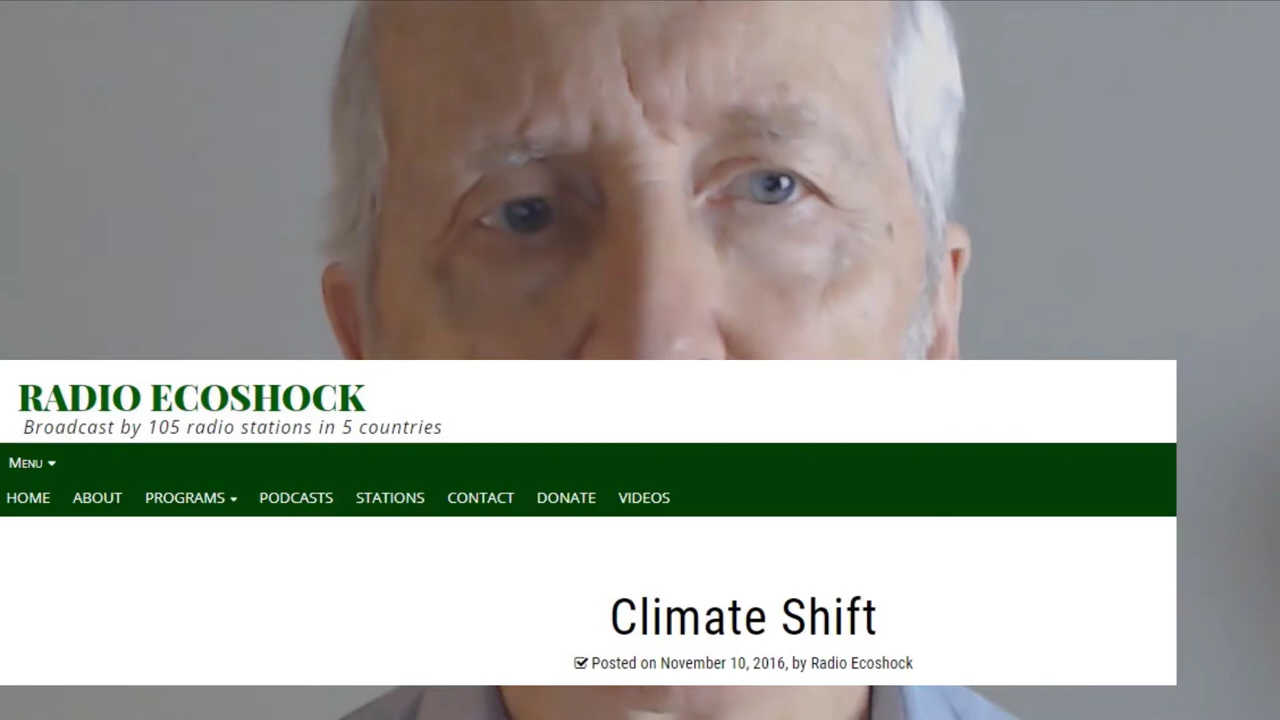 RADIO ECOSHOCK
Broadcast by 105 radio stations in 5 countries
MENU
HOME ABOUT PROGRAMS PODCASTS STATIONS CONTACT DONATE VIDEOS
Climate Shift
Posted on November 10, 2016, by Radio Ecoshock